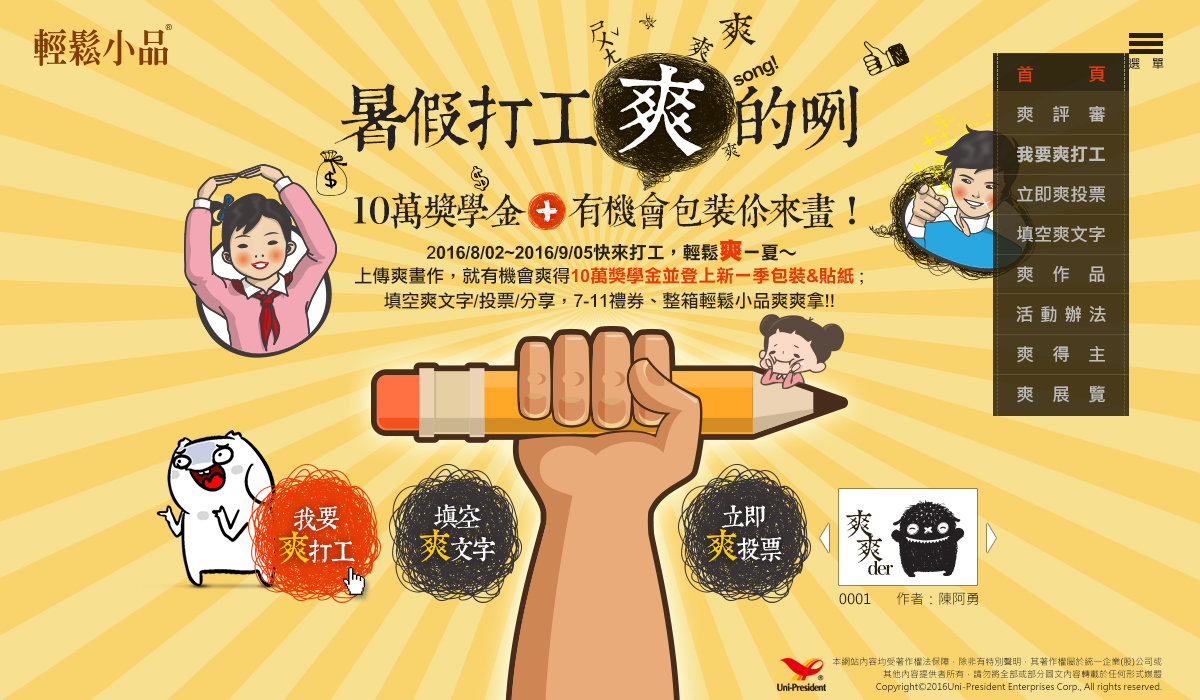 輕鬆小品®
ㄕㄨㄤˇ
爽
爽
song!
暑假打工爽的咧
爽
$
$
10萬獎學金+有機會包裝你來畫！
2016/8/02~2016/9/05快來打工，輕鬆爽一夏～
上傳爽畫作，就有機會爽得10萬獎學金並登上新一季包裝&貼紙；
填空爽文字/投票/分享，7-11禮券、整箱輕鬆小品爽爽拿!!
選單
首頁
爽評審
我要爽打工
立即爽投票
填空爽文字
爽作品
活動辦法
爽得主
爽展覽
我要
爽打工
填空
爽文字
立即
爽投票
爽
爽
der
0001 作者：陳阿勇
Uni-President
本網站內容均受著作權法保障，除非有特別聲明，其著作權屬於統一企業(股)公司或
其他內容提供者所有，請勿將全部或部分圖文內容轉載於任何形式媒體
Copyright©2016Uni-President Enterprises Corp., All rights reserved.